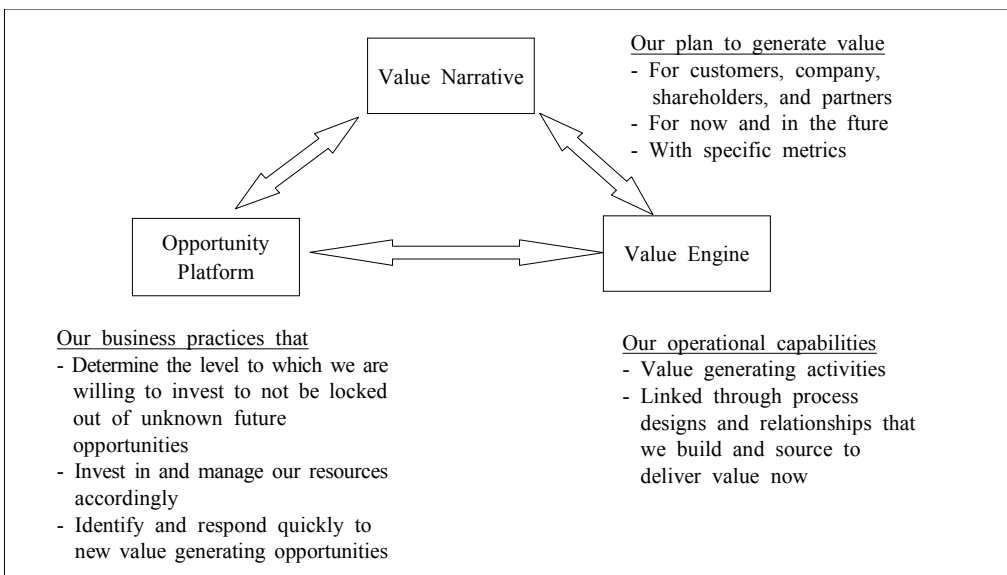 Value Narrative
Our plan to generate value
- For customers, company,
shareholders, and partners
- For now and in the fture
- With specific metrics
Opportunity
Platform
Value Engine
Our business practices that
- Determine the level to which we are
willing to invest to not be locked
out of unknown future
opportunities
- Invest in and manage our resources
accordingly
- Identify and respond quickly to
new value generating opportunities
Our operational capabilities
- Value generating activities
- Linked through process
designs and relationships that
we build and source to
deliver value now